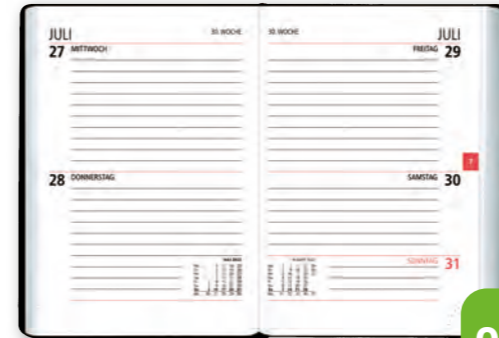 JULI 30. WOCHE
27 MITTWOCH
28 DONNERSTAG
30. WOCHE JULI
FREITAG 29
7
SAMSTAG 30
SONNTAG 31